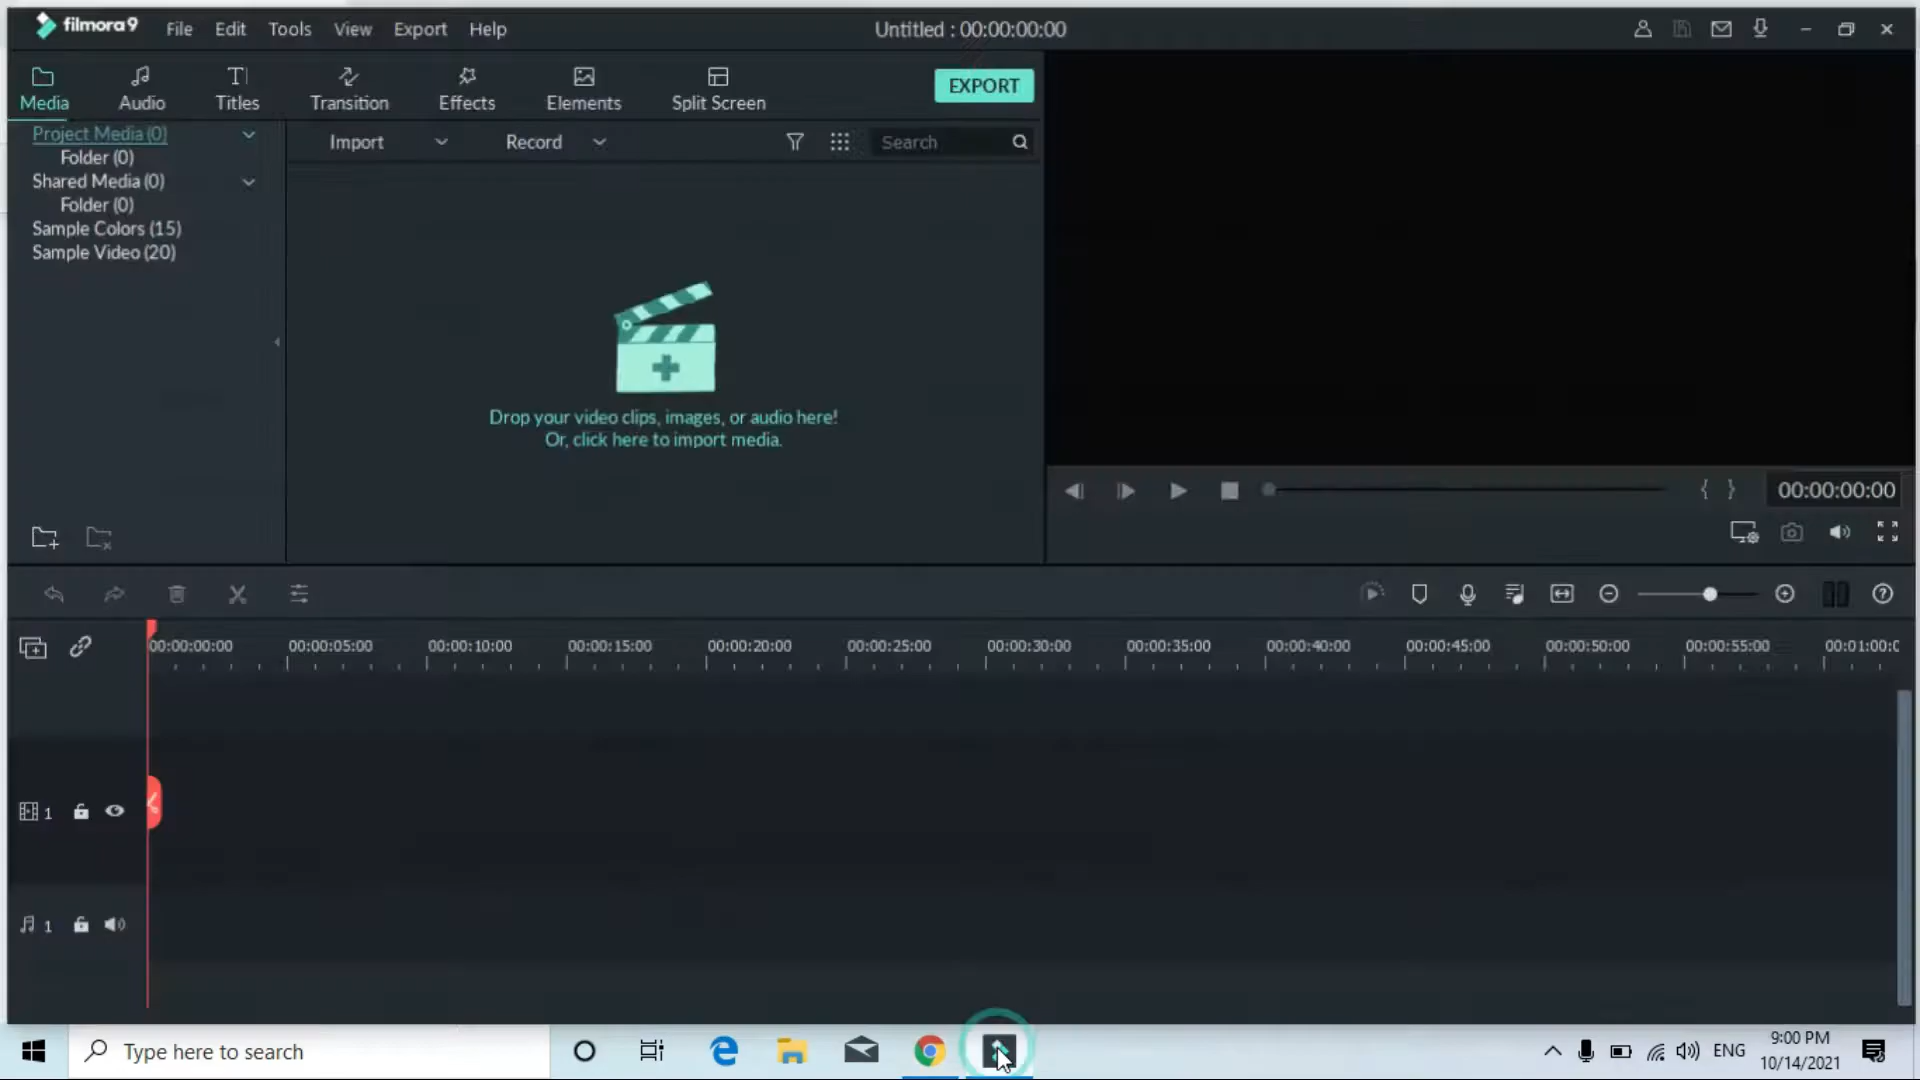 filmora9 File Edit Tools View Export Help Untitled : 00:00:00:00
Media Audio Titles Transition Effects Elements Split Screen EXPORT
Project Media (0)
Folder (0)
Shared Media (0)
Folder (0)
Sample Colors (15)
Sample Video (20)
Import Record Search
Drop your video clips, images, or audio here!
Or, click here to import media.
00:00:00:00
00:00:00:00 00:00:05:00 00:00:10:00 00:00:15:00 00:00:20:00 00:00:25:00 00:00:30:00 00:00:35:00 00:00:40:00 00:00:45:00 00:00:50:00 00:00:55:00 00:01:00:0
1
1
Type here to search
ENG
9:00 PM
10/14/2021